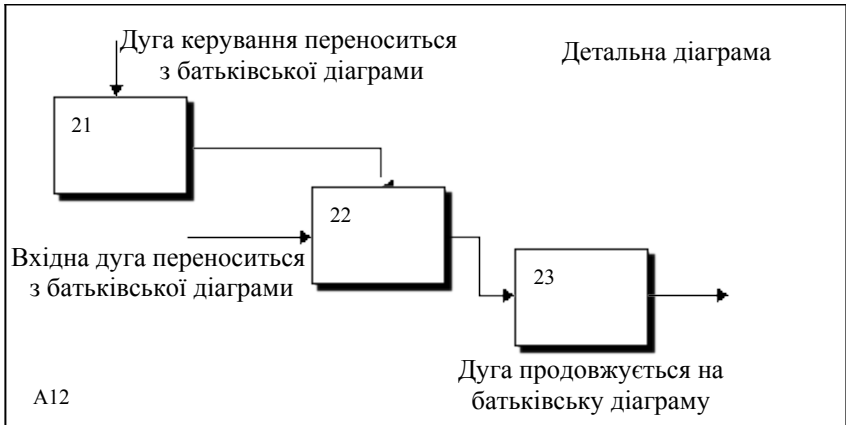 Дуга керування переноситься
з батьківської діаграми
Детальна діаграма
21
22
Вхідна дуга переноситься
з батьківської діаграми
23
Дуга продовжується на
батьківську діаграму
А12